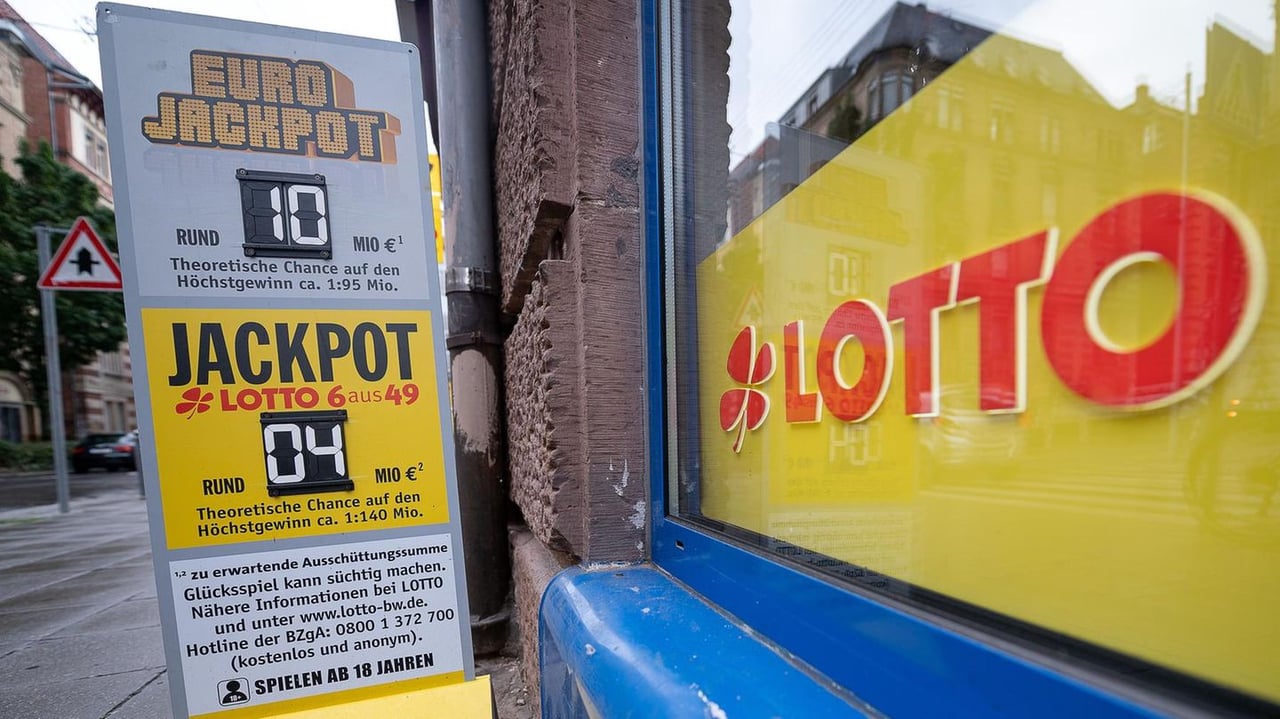 EURO
JACKPOT
RUND 10 MIO €¹
Theoretische Chance auf den
Höchstgewinn ca. 1:95 Mio.
JACKPOT
LOTTO 6aus49
RUND 04 MIO €²
Theoretische Chance auf den
Höchstgewinn ca. 1:140 Mio.
¹,² zu erwartende Ausschüttungssumme
Glücksspiel kann süchtig machen.
Nähere Informationen bei LOTTO
und unter www.lotto-bw.de.
Hotline der BZgA: 0800 1 372 700
(kostenlos und anonym).
18+ SPIELEN AB 18 JAHREN
LOTTO